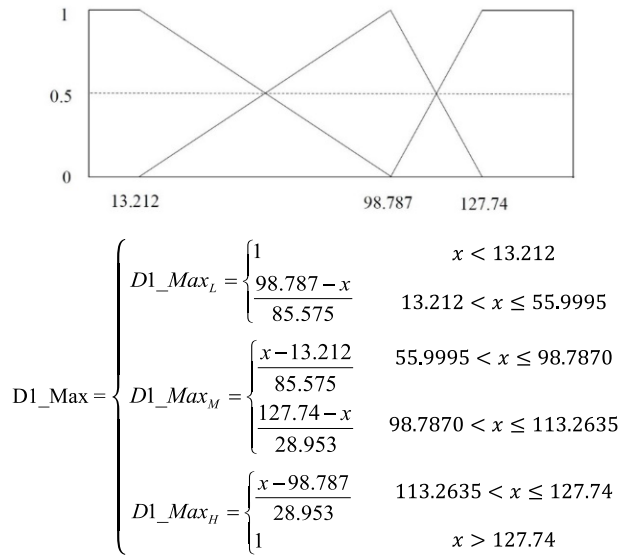 1
0.5
0
13.212 98.787 127.74
D1_Max = { D1_Max_L = { 1 x < 13.212
(98.787 − x) / 85.575 13.212 < x ≤ 55.9995
D1_Max_M = { (x − 13.212) / 85.575 55.9995 < x ≤ 98.7870
(127.74 − x) / 28.953 98.7870 < x ≤ 113.2635
D1_Max_H = { (x − 98.787) / 28.953 113.2635 < x ≤ 127.74
1 x > 127.74